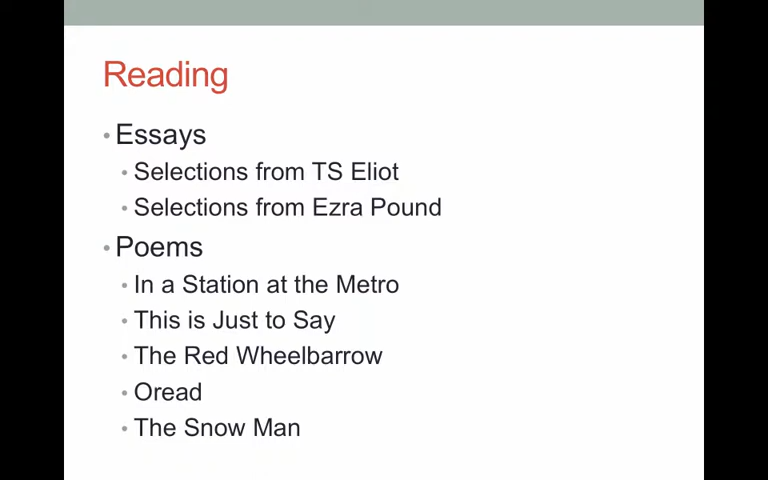 Reading
• Essays
• Selections from TS Eliot
• Selections from Ezra Pound
• Poems
• In a Station at the Metro
• This is Just to Say
• The Red Wheelbarrow
• Oread
• The Snow Man